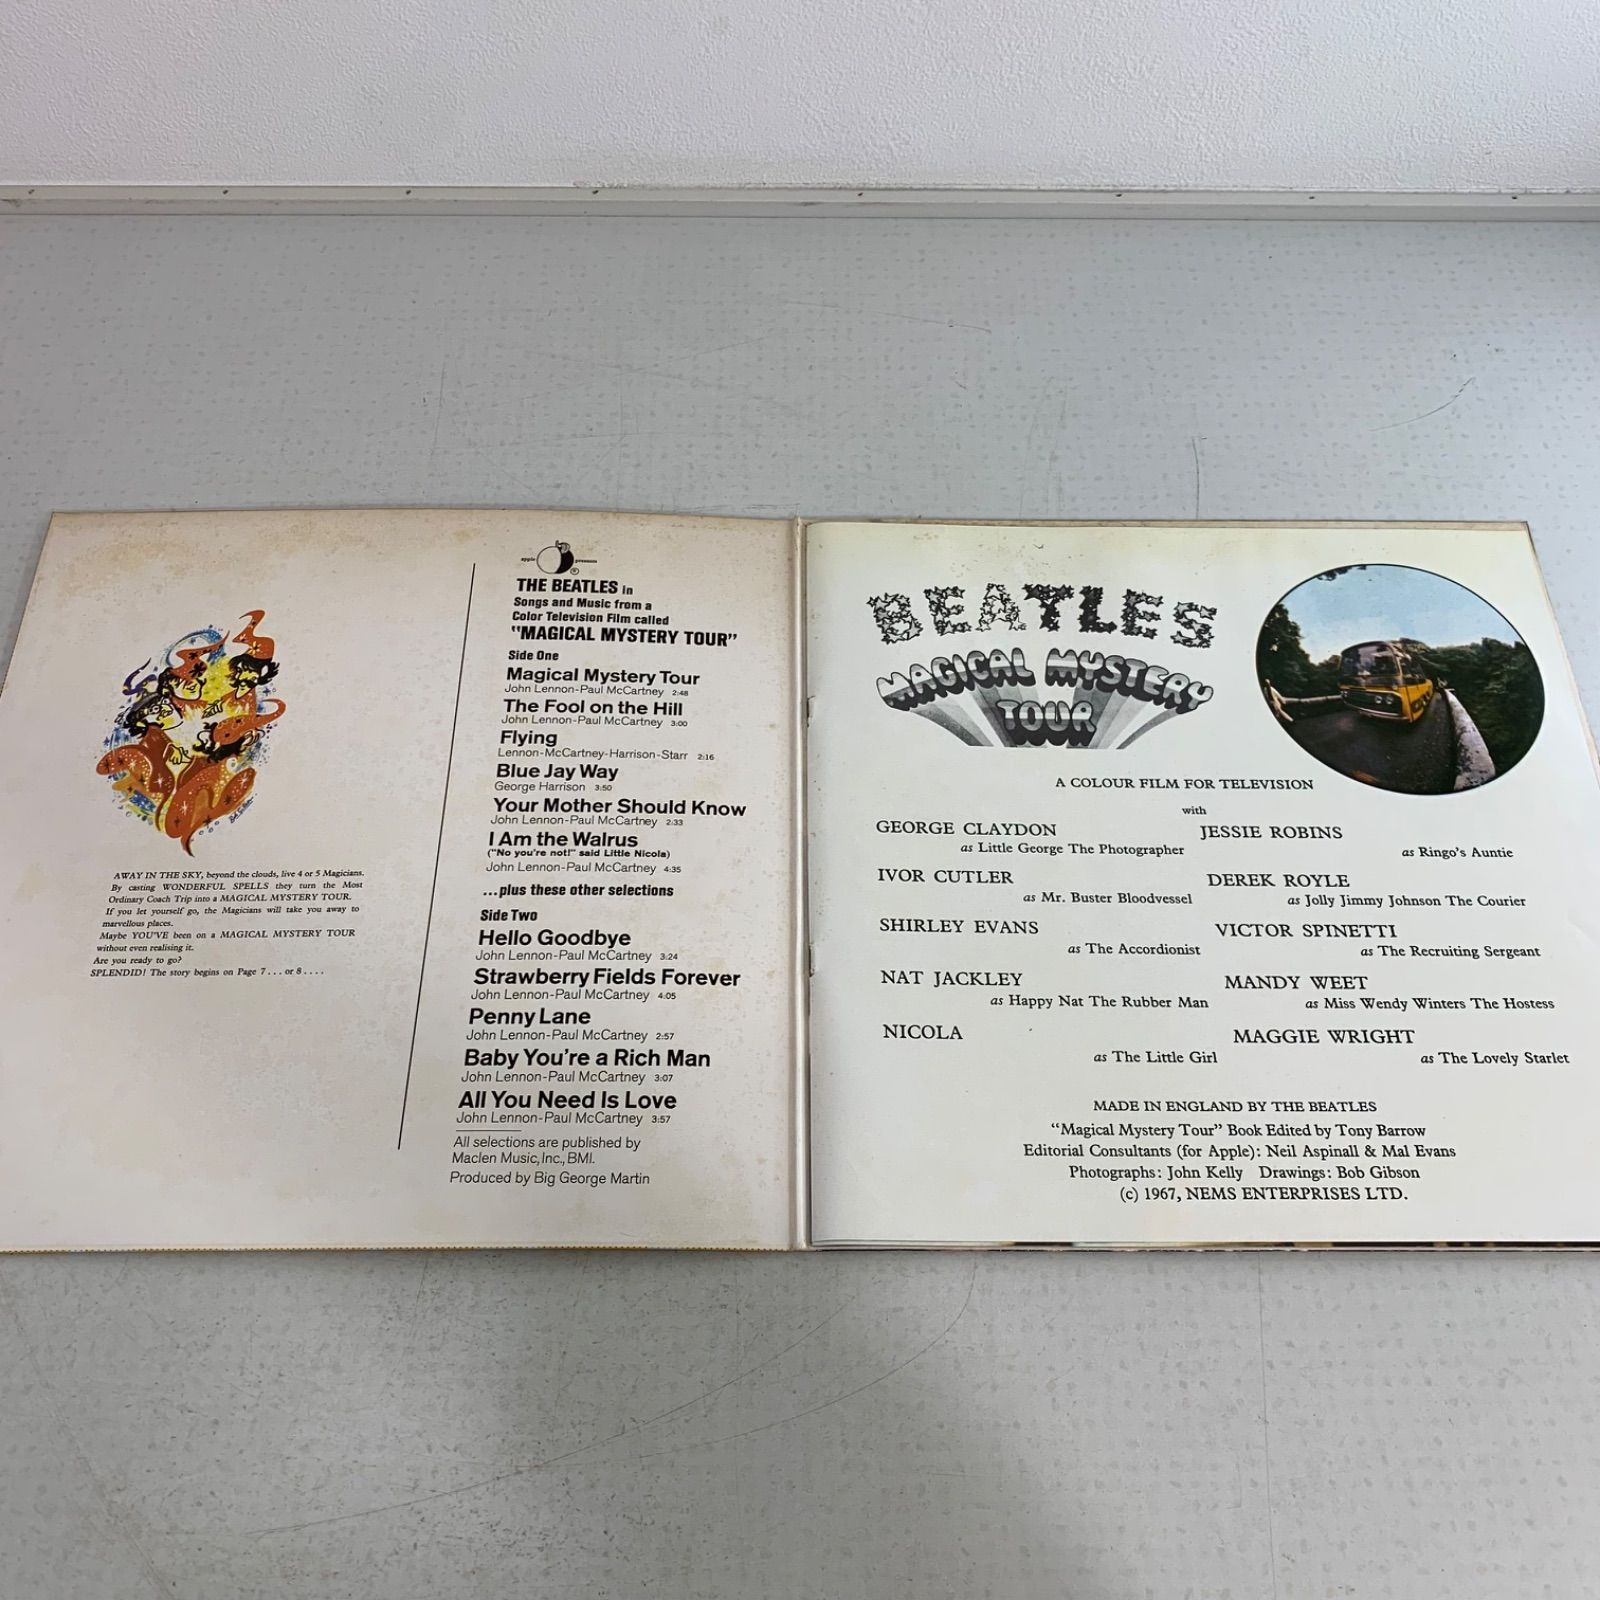 AWAY IN THE SKY, beyond the clouds, live 4 or 5 Magicians.
By casting WONDERFUL SPELLS they turn the Most
Ordinary Coach Trip into a MAGICAL MYSTERY TOUR.
If you let yourself go, the Magicians will take you away to
marvellous places.
Maybe YOU'VE been on a MAGICAL MYSTERY TOUR
without even realising it.
Are you ready to go?
SPLENDID! The story begins on Page 7 . . . or 8 . . . .
apple presents
THE BEATLES in
Songs and Music from a
Color Television Film called
"MAGICAL MYSTERY TOUR"
Side One
Magical Mystery Tour
John Lennon-Paul McCartney 2:48
The Fool on the Hill
John Lennon-Paul McCartney 3:00
Flying
Lennon-McCartney-Harrison-Starr 2:16
Blue Jay Way
George Harrison 3:50
Your Mother Should Know
John Lennon-Paul McCartney 2:33
I Am the Walrus
("No you're not!" said Little Nicola)
John Lennon-Paul McCartney 4:35
...plus these other selections
Side Two
Hello Goodbye
John Lennon-Paul McCartney 3:24
Strawberry Fields Forever
John Lennon-Paul McCartney 4:05
Penny Lane
John Lennon-Paul McCartney 2:57
Baby You're a Rich Man
John Lennon-Paul McCartney 3:07
All You Need Is Love
John Lennon-Paul McCartney 3:57
All selections are published by
Maclen Music, Inc., BMI.
Produced by Big George Martin
BEATLES
MAGICAL MYSTERY
TOUR
A COLOUR FILM FOR TELEVISION
with
GEORGE CLAYDON
as Little George The Photographer
JESSIE ROBINS
as Ringo's Auntie
IVOR CUTLER
as Mr. Buster Bloodvessel
DEREK ROYLE
as Jolly Jimmy Johnson The Courier
SHIRLEY EVANS
as The Accordionist
VICTOR SPINETTI
as The Recruiting Sergeant
NAT JACKLEY
as Happy Nat The Rubber Man
MANDY WEET
as Miss Wendy Winters The Hostess
NICOLA
as The Little Girl
MAGGIE WRIGHT
as The Lovely Starlet
MADE IN ENGLAND BY THE BEATLES
"Magical Mystery Tour" Book Edited by Tony Barrow
Editorial Consultants (for Apple): Neil Aspinall & Mal Evans
Photographs: John Kelly Drawings: Bob Gibson
(c) 1967, NEMS ENTERPRISES LTD.